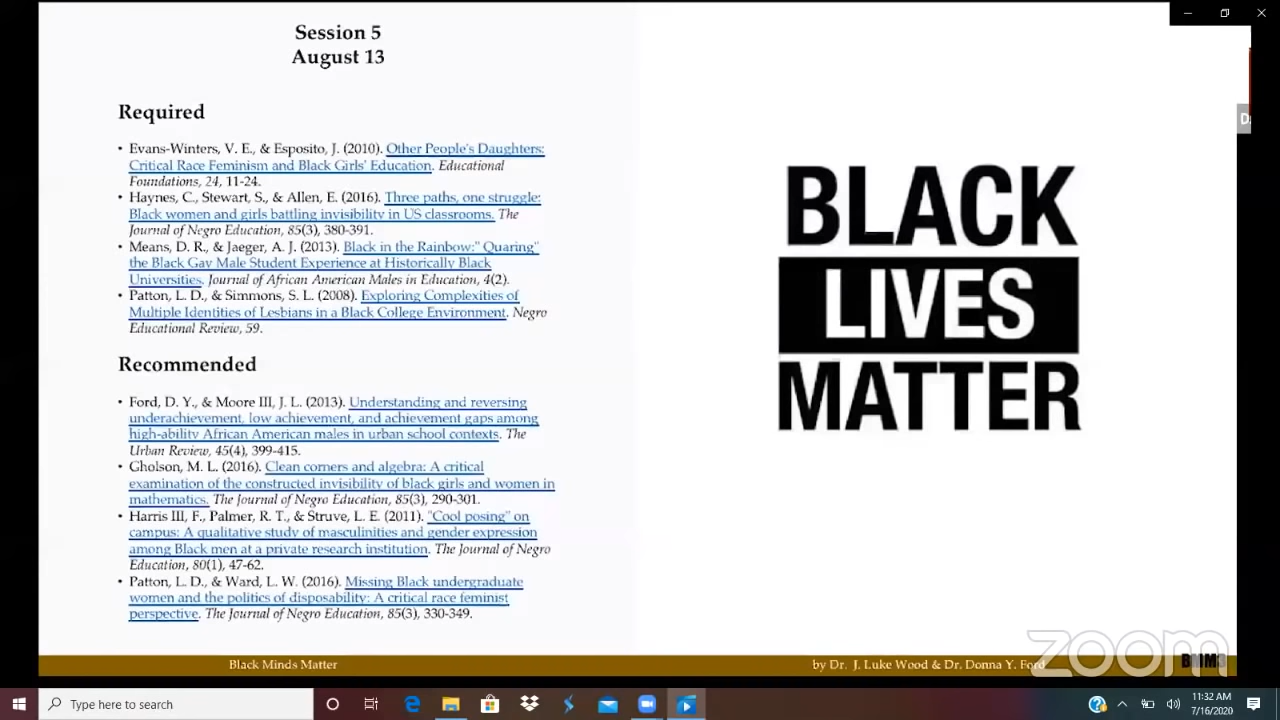 Session 5
August 13
Required
• Evans-Winters, V. E., & Esposito, J. (2010). Other People's Daughters:
Critical Race Feminism and Black Girls' Education. Educational
Foundations, 24, 11-24.
• Haynes, C., Stewart, S., & Allen, E. (2016). Three paths, one struggle:
Black women and girls battling invisibility in US classrooms. The
Journal of Negro Education, 85(3), 380-391.
• Means, D. R., & Jaeger, A. J. (2013). Black in the Rainbow:" Quaring"
the Black Gay Male Student Experience at Historically Black
Universities. Journal of African American Males in Education, 4(2).
• Patton, L. D., & Simmons, S. L. (2008). Exploring Complexities of
Multiple Identities of Lesbians in a Black College Environment. Negro
Educational Review, 59.
Recommended
• Ford, D. Y., & Moore III, J. L. (2013). Understanding and reversing
underachievement, low achievement, and achievement gaps among
high-ability African American males in urban school contexts. The
Urban Review, 45(4), 399-415.
• Gholson, M. L. (2016). Clean corners and algebra: A critical
examination of the constructed invisibility of black girls and women in
mathematics. The Journal of Negro Education, 85(3), 290-301.
• Harris III, F., Palmer, R. T., & Struve, L. E. (2011). "Cool posing" on
campus: A qualitative study of masculinities and gender expression
among Black men at a private research institution. The Journal of Negro
Education, 80(1), 47-62.
• Patton, L. D., & Ward, L. W. (2016). Missing Black undergraduate
women and the politics of disposability: A critical race feminist
perspective. The Journal of Negro Education, 85(3), 330-349.
BLACK
LIVES
MATTER
Black Minds Matter
by Dr. J. Luke Wood & Dr. Donna Y. Ford
zoom
BMM3
Type here to search
11:32 AM
7/16/2020